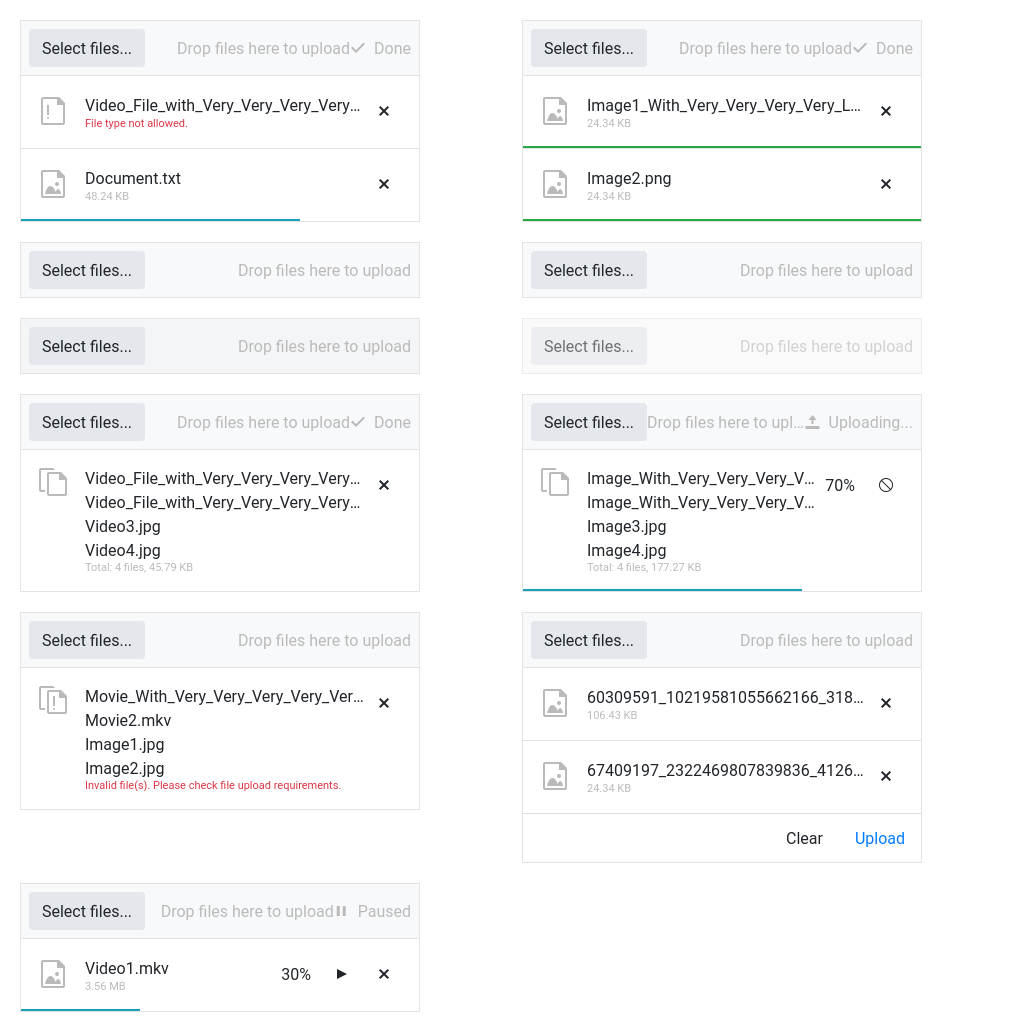 Select files... Drop files here to upload Done
Video_File_with_Very_Very_Very_Very...
File type not allowed.
Document.txt
48.24 KB
Select files... Drop files here to upload Done
Image1_With_Very_Very_Very_Very_L...
24.34 KB
Image2.png
24.34 KB
Select files... Drop files here to upload
Select files... Drop files here to upload
Select files... Drop files here to upload
Select files... Drop files here to upload
Select files... Drop files here to upload Done
Video_File_with_Very_Very_Very_Very...
Video_File_with_Very_Very_Very_Very...
Video3.jpg
Video4.jpg
Total: 4 files, 45.79 KB
Select files... Drop files here to upl... Uploading...
Image_With_Very_Very_Very_V... 70%
Image_With_Very_Very_Very_V...
Image3.jpg
Image4.jpg
Total: 4 files, 177.27 KB
Select files... Drop files here to upload
Movie_With_Very_Very_Very_Very_Ver...
Movie2.mkv
Image1.jpg
Image2.jpg
Invalid file(s). Please check file upload requirements.
Select files... Drop files here to upload
60309591_10219581055662166_318...
106.43 KB
67409197_2322469807839836_4126...
24.34 KB
Clear Upload
Select files... Drop files here to upload Paused
Video1.mkv 30%
3.56 MB